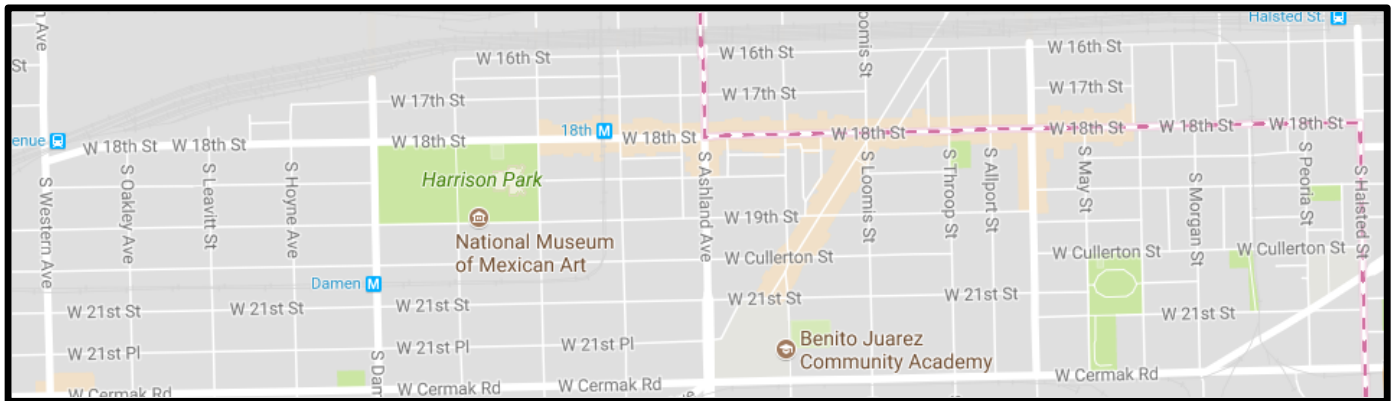 Halsted St.
W 16th St
W 16th St
W 16th St
St
W 17th St
W 17th St
W 17th St
18th
W 18th St
W 18th St
W 18th St
W 18th St
W 18th St
W 18th St
W 18th St
W 18th St
Harrison Park
S Western Ave
S Oakley Ave
S Leavitt St
S Hoyne Ave
S Ashland Ave
S Loomis St
S Throop St
S Allport St
S May St
S Morgan St
S Peoria St
S Halsted St
W 19th St
National Museum
of Mexican Art
W Cullerton St
W Cullerton St
W Cullerton St
Damen
W 21st St
W 21st St
W 21st St
W 21st St
W 21st St
W 21st St
W 21st Pl
W 21st Pl
W 21st Pl
Benito Juarez
Community Academy
W Cermak Rd
W Cermak Rd
W Cermak Rd
W Cermak Rd